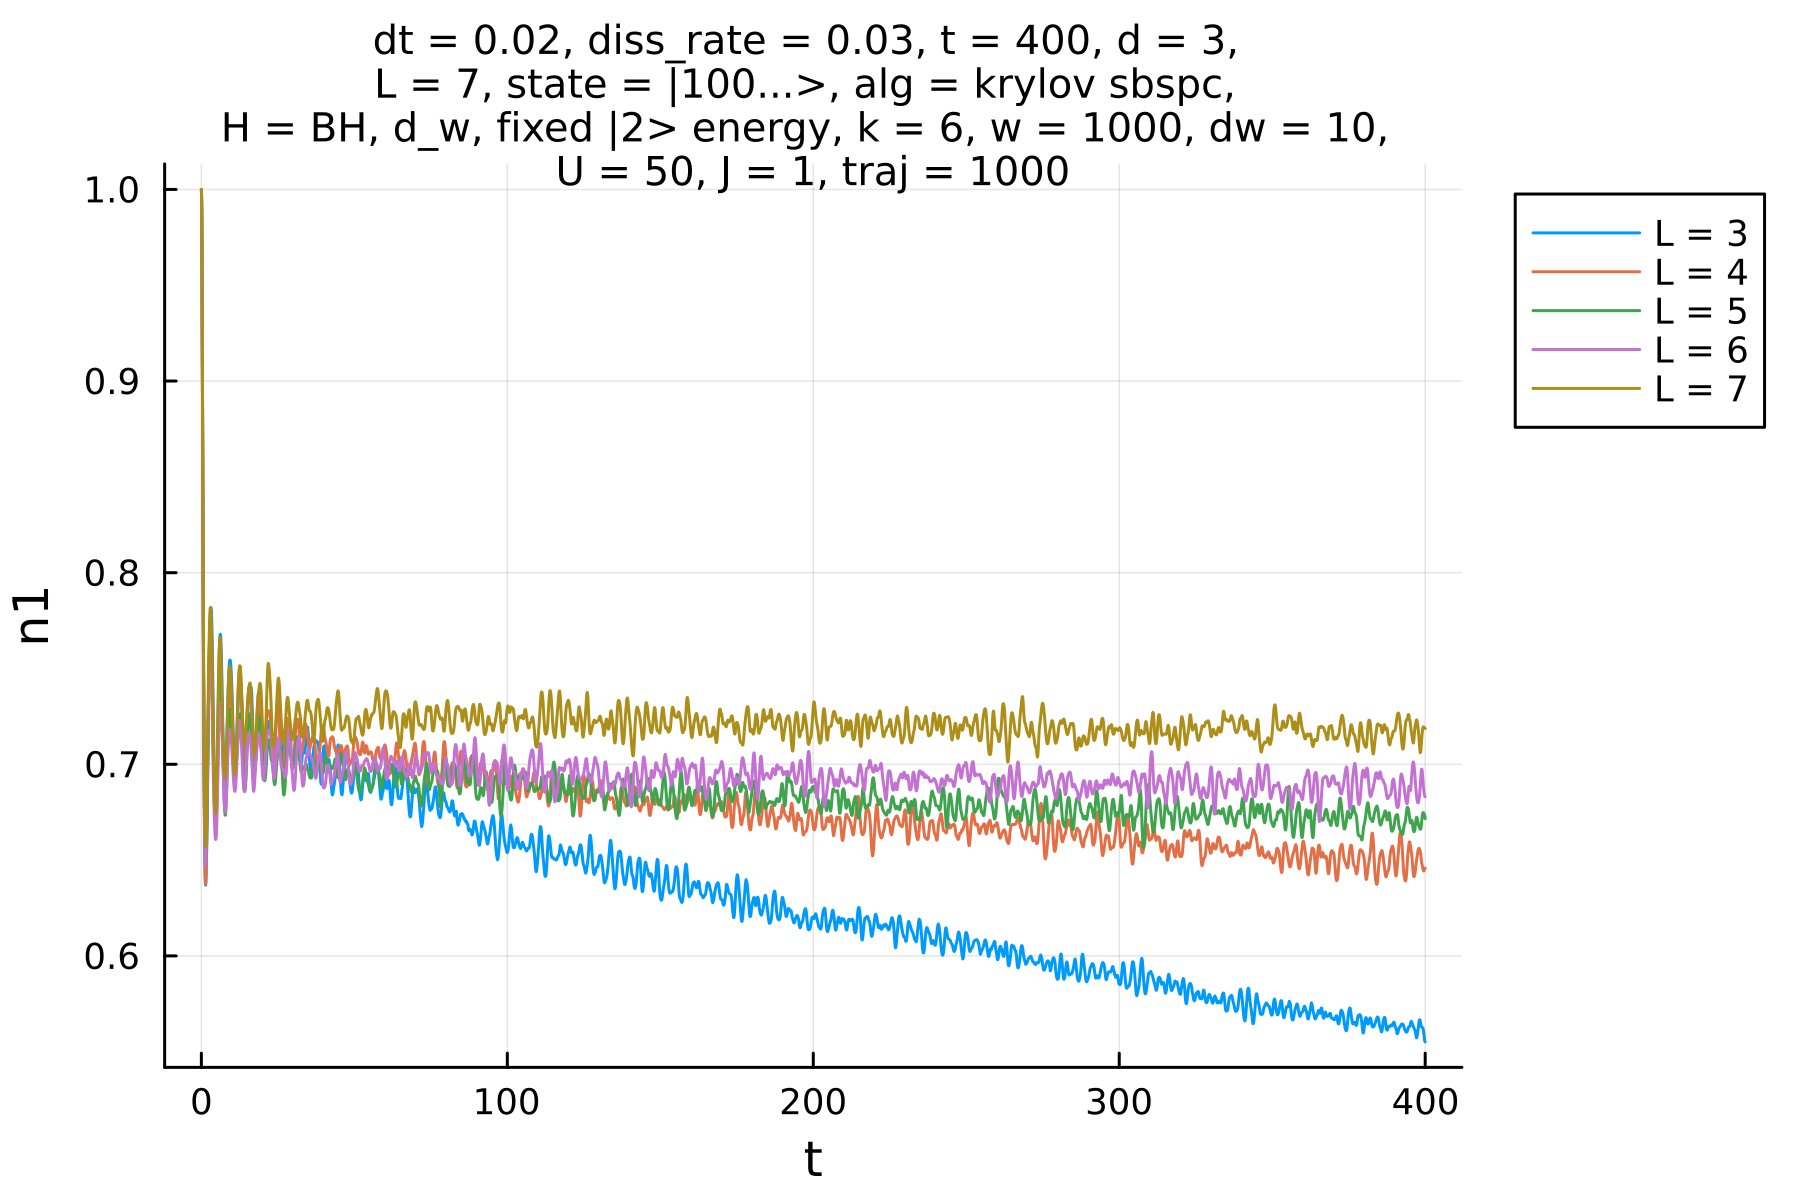 dt = 0.02, diss_rate = 0.03, t = 400, d = 3,
L = 7, state = |100...>, alg = krylov sbspc,
H = BH, d_w, fixed |2> energy, k = 6, w = 1000, dw = 10,
U = 50, J = 1, traj = 1000
1.0
0.9
0.8
0.7
0.6
n1
0 100 200 300 400
t
L = 3
L = 4
L = 5
L = 6
L = 7